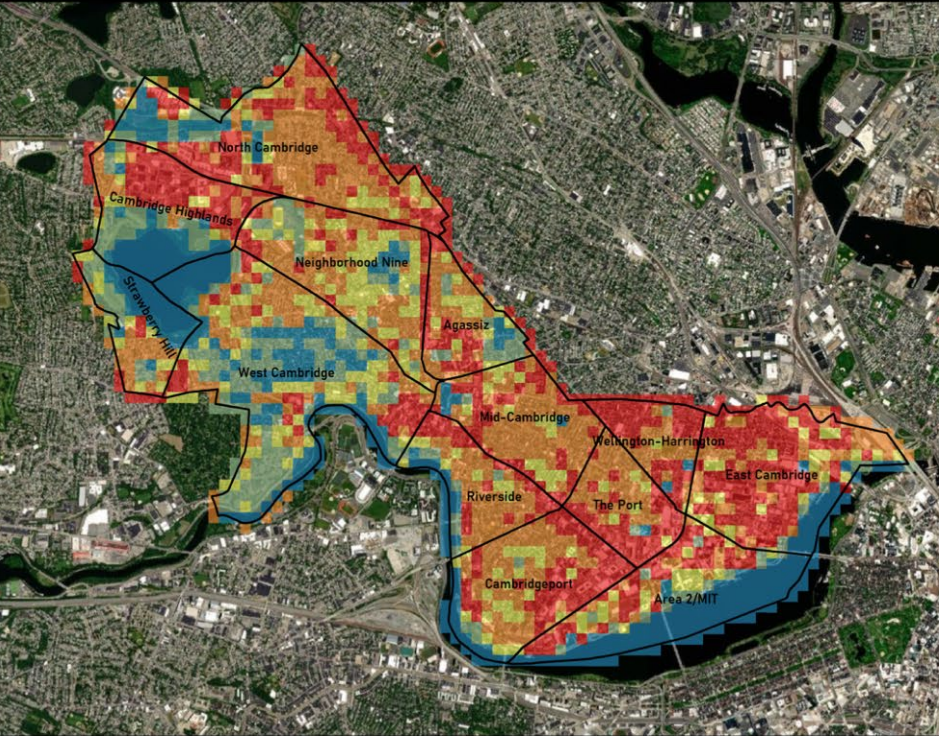 North Cambridge
Cambridge Highlands
Neighborhood Nine
Strawberry Hill
Agassiz
West Cambridge
Mid-Cambridge
Wellington-Harrington
East Cambridge
Riverside
The Port
Cambridgeport
Area 2/MIT